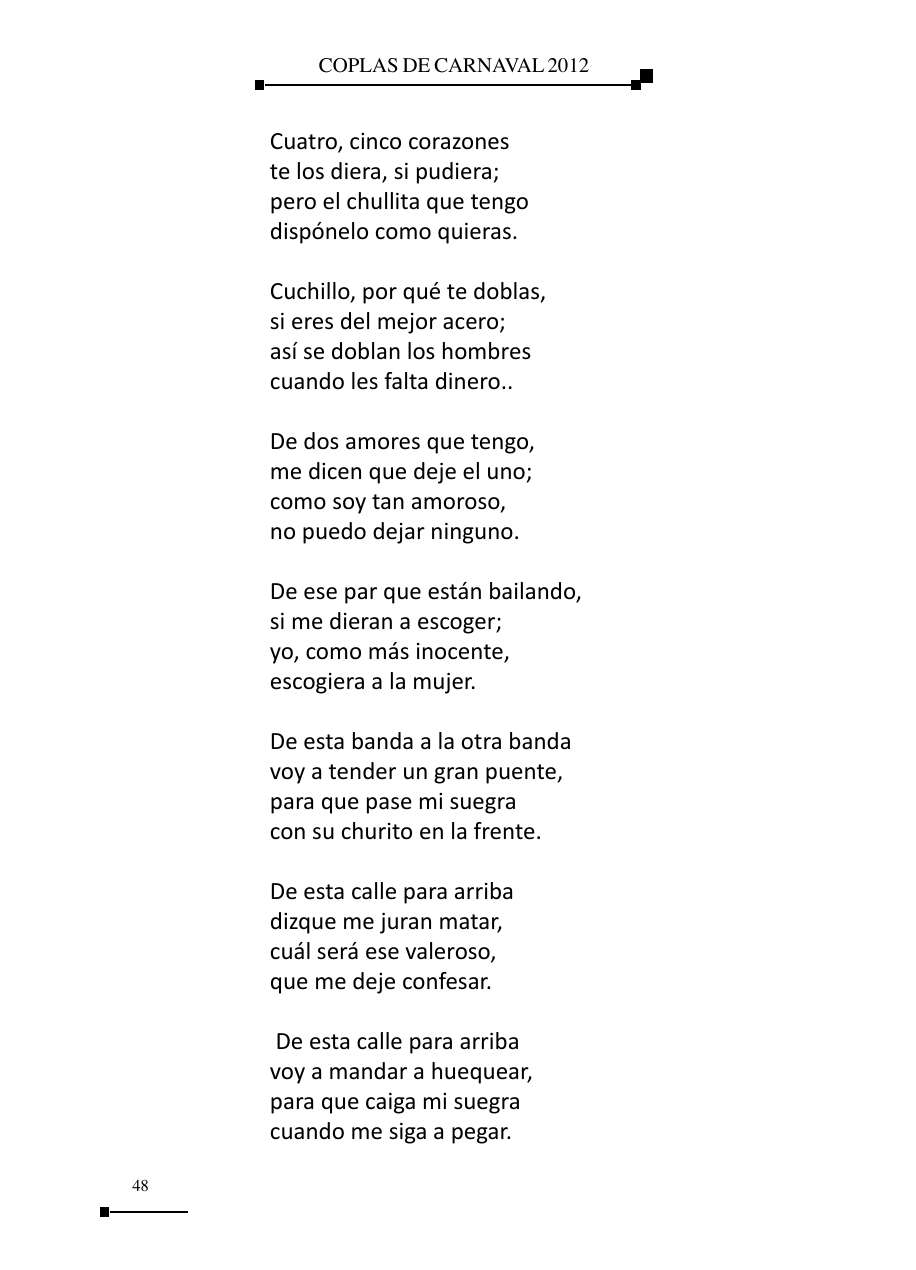 COPLAS DE CARNAVAL 2012
Cuatro, cinco corazones
te los diera, si pudiera;
pero el chullita que tengo
dispónelo como quieras.
Cuchillo, por qué te doblas,
si eres del mejor acero;
así se doblan los hombres
cuando les falta dinero..
De dos amores que tengo,
me dicen que deje el uno;
como soy tan amoroso,
no puedo dejar ninguno.
De ese par que están bailando,
si me dieran a escoger;
yo, como más inocente,
escogiera a la mujer.
De esta banda a la otra banda
voy a tender un gran puente,
para que pase mi suegra
con su churito en la frente.
De esta calle para arriba
dizque me juran matar,
cuál será ese valeroso,
que me deje confesar.
De esta calle para arriba
voy a mandar a huequear,
para que caiga mi suegra
cuando me siga a pegar.
48